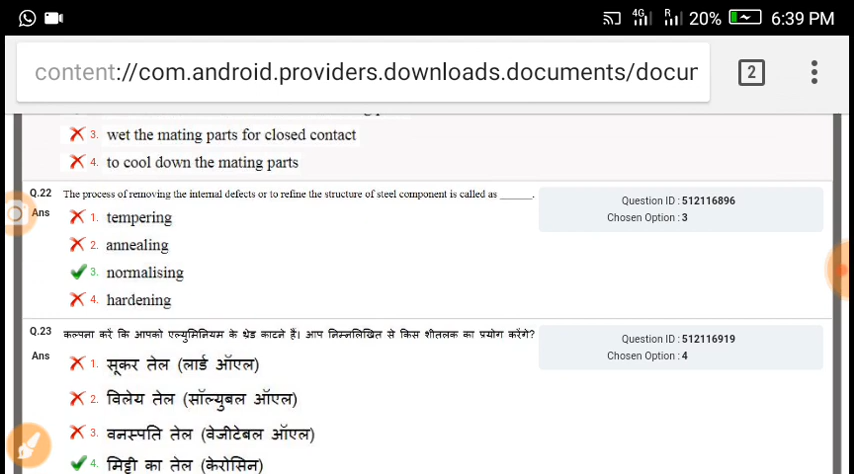 4G R 20% 6:39 PM
content://com.android.providers.downloads.documents/docur 2
3. wet the mating parts for closed contact
4. to cool down the mating parts
Q.22 The process of removing the internal defects or to refine the structure of steel component is called as ______.
Question ID : 512116896
Chosen Option : 3
Ans 1. tempering
2. annealing
3. normalising
4. hardening
Q.23 कल्पना करें कि आपको एल्युमिनियम के थ्रेड काटने हैं। आप निम्नलिखित से किस शीतलक का प्रयोग करेंगे?
Question ID : 512116919
Chosen Option : 4
Ans 1. सूकर तेल (लार्ड ऑएल)
2. विलेय तेल (सॉल्युबल ऑएल)
3. वनस्पति तेल (वेजीटेबल ऑएल)
4. मिट्टी का तेल (केरोसिन)